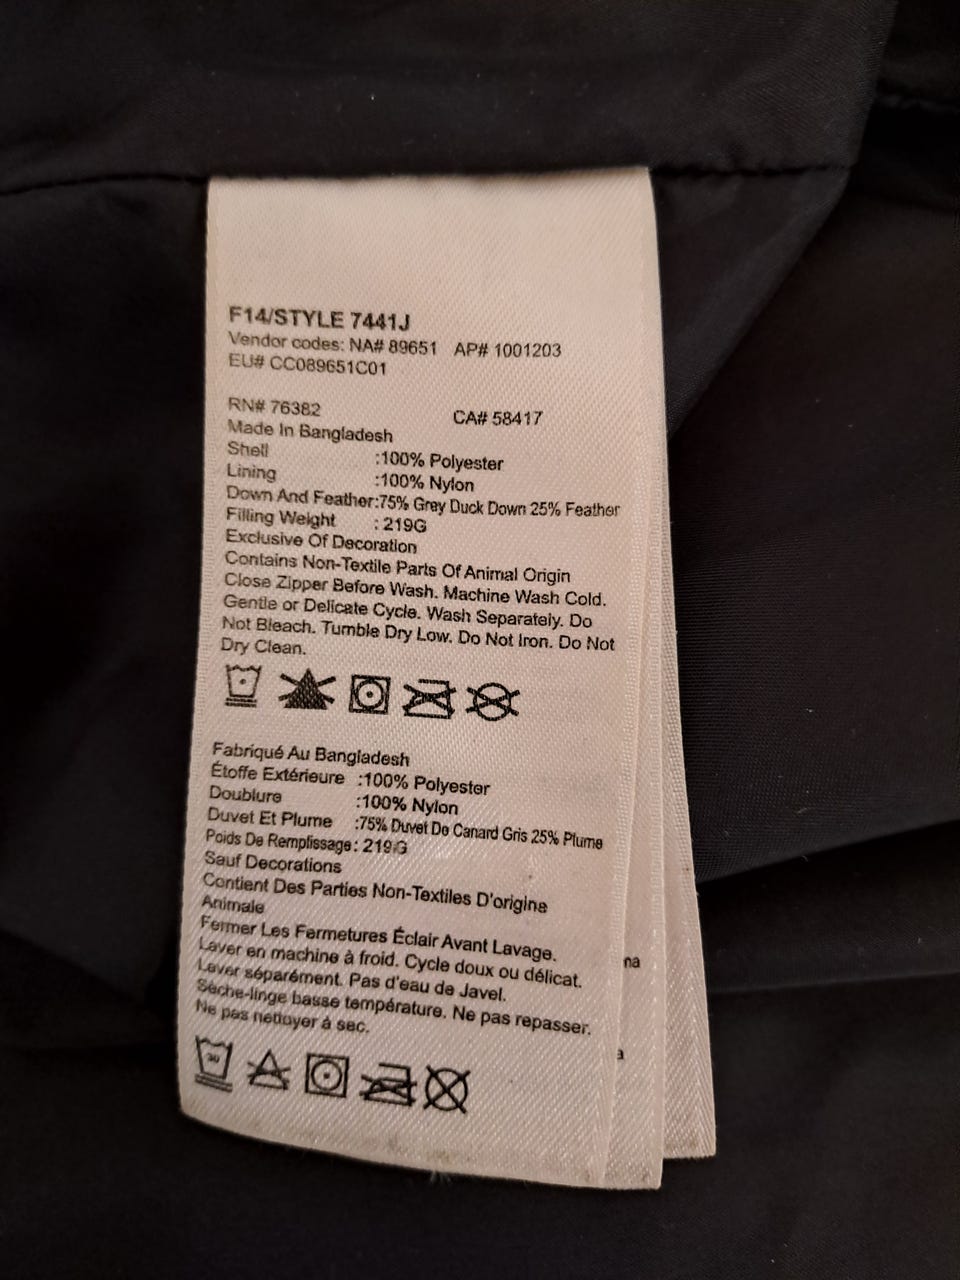 F14/STYLE 7441J
Vendor codes: NA# 89651 AP# 1001203
EU# CC089651C01
RN# 76382 CA# 58417
Made In Bangladesh
Shell :100% Polyester
Lining :100% Nylon
Down And Feather:75% Grey Duck Down 25% Feather
Filling Weight : 219G
Exclusive Of Decoration
Contains Non-Textile Parts Of Animal Origin
Close Zipper Before Wash. Machine Wash Cold.
Gentle or Delicate Cycle. Wash Separately. Do
Not Bleach. Tumble Dry Low. Do Not Iron. Do Not
Dry Clean.
Fabriqué Au Bangladesh
Étoffe Extérieure :100% Polyester
Doublure :100% Nylon
Duvet Et Plume :75% Duvet De Canard Gris 25% Plume
Poids De Remplissage: 219G
Sauf Decorations
Contient Des Parties Non-Textiles D'origine
Animale
Fermer Les Fermetures Éclair Avant Lavage.
Laver en machine à froid. Cycle doux ou délicat.
Laver séparément. Pas d'eau de Javel.
Sèche-linge basse température. Ne pas repasser.
Ne pas nettoyer à sec.
30